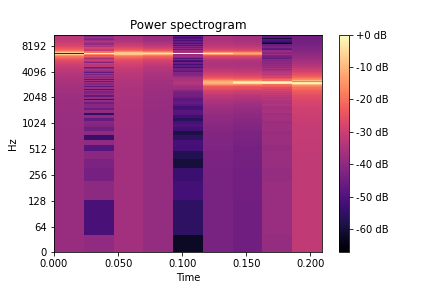 Power spectrogram
Hz
8192
4096
2048
1024
512
256
128
64
0
0.000 0.050 0.100 0.150 0.200
Time
+0 dB
-10 dB
-20 dB
-30 dB
-40 dB
-50 dB
-60 dB